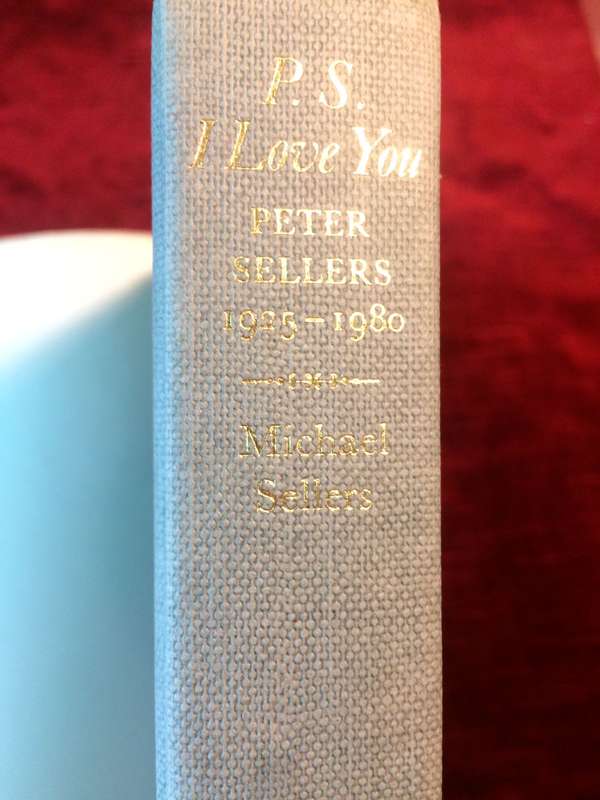 P. S.
I Love You
PETER
SELLERS
1925–1980
Michael
Sellers